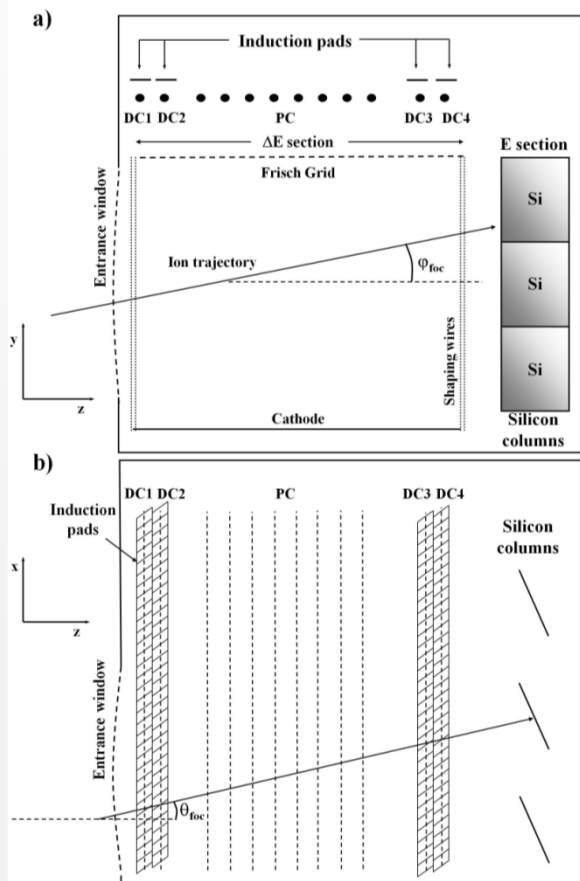 a)
Induction pads
DC1 DC2 PC DC3 DC4
ΔE section
E section
Frisch Grid
Entrance window
Si
Ion trajectory
φfoc
Si
Shaping wires
Si
y
z
Cathode
Silicon
columns
b)
DC1 DC2 PC DC3 DC4
Induction
pads
Silicon
columns
x
z
Entrance window
θfoc